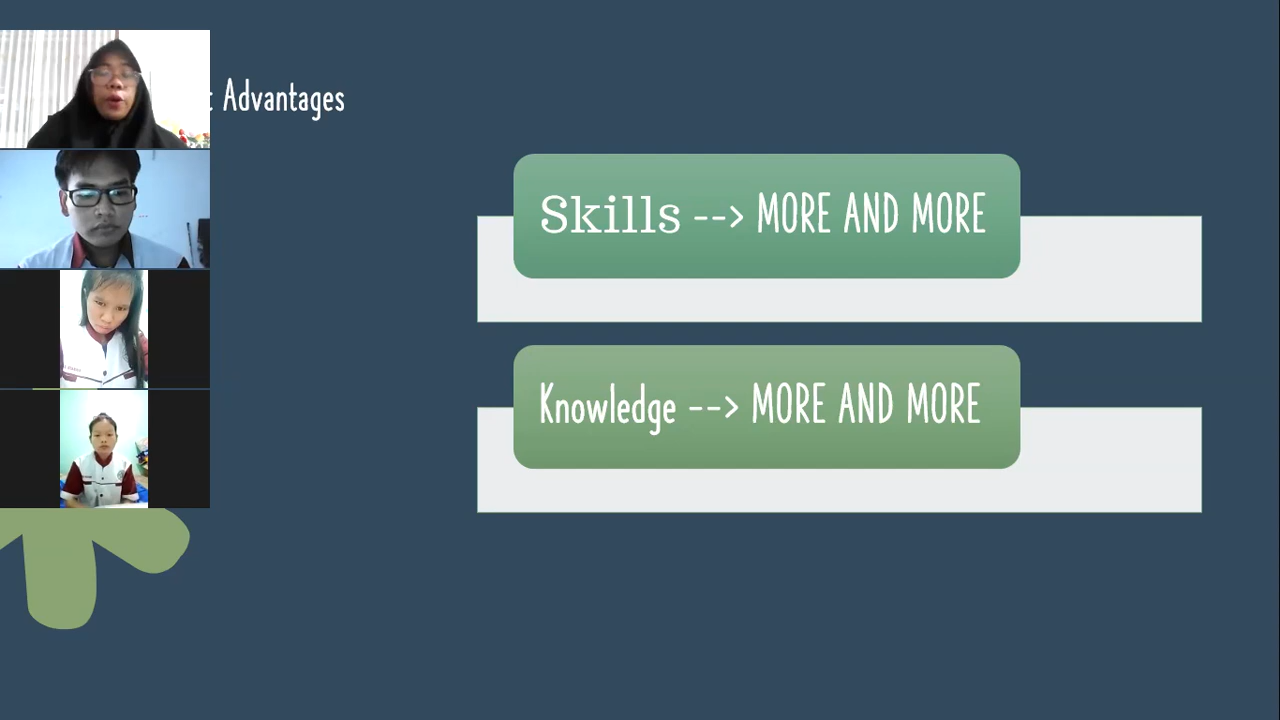 Advantages
Skills --> MORE AND MORE
Knowledge --> MORE AND MORE